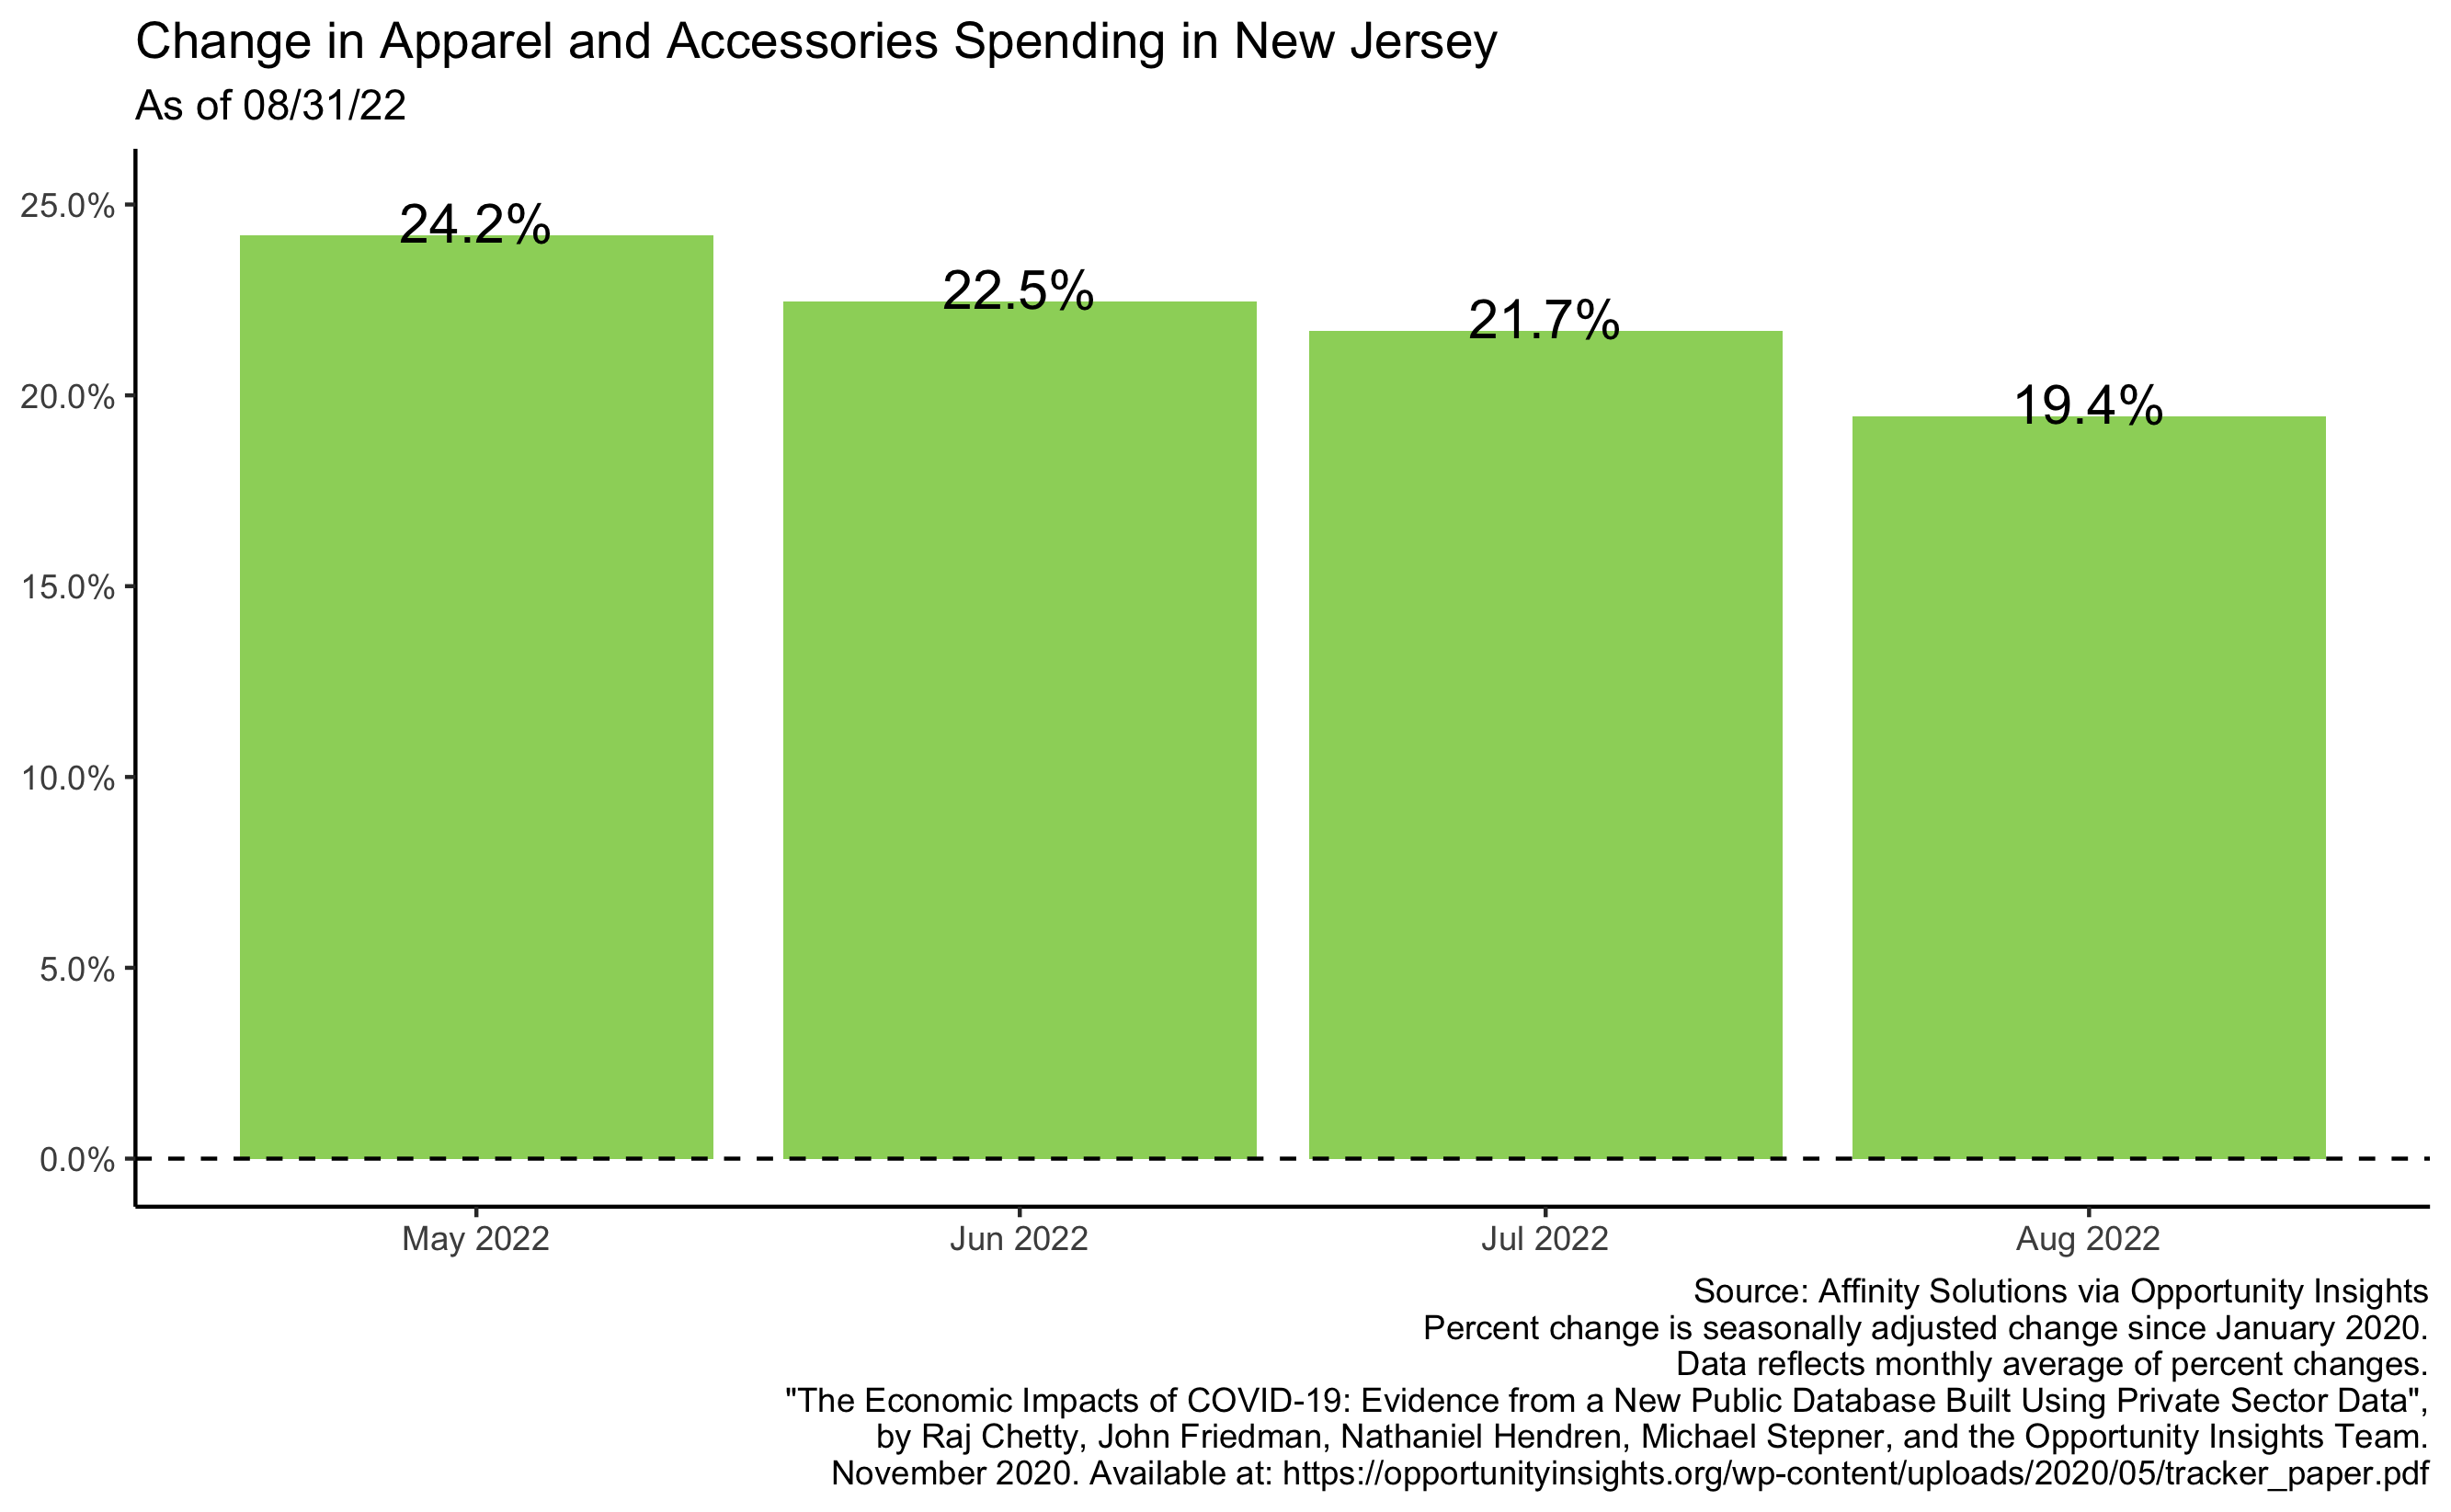 Change in Apparel and Accessories Spending in New Jersey
As of 08/31/22
25.0%
20.0%
15.0%
10.0%
5.0%
0.0%
24.2%
22.5%
21.7%
19.4%
May 2022
Jun 2022
Jul 2022
Aug 2022
Source: Affinity Solutions via Opportunity Insights
Percent change is seasonally adjusted change since January 2020.
Data reflects monthly average of percent changes.
"The Economic Impacts of COVID-19: Evidence from a New Public Database Built Using Private Sector Data",
by Raj Chetty, John Friedman, Nathaniel Hendren, Michael Stepner, and the Opportunity Insights Team.
November 2020. Available at: https://opportunityinsights.org/wp-content/uploads/2020/05/tracker_paper.pdf